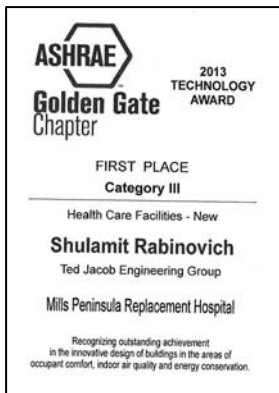 ASHRAE
2013
TECHNOLOGY
AWARD
Golden Gate
Chapter
FIRST PLACE
Category III
Health Care Facilities - New
Shulamit Rabinovich
Ted Jacob Engineering Group
Mills Peninsula Replacement Hospital
Recognizing outstanding achievement
in the innovative design of buildings in the areas of
occupant comfort, indoor air quality and energy conservation.